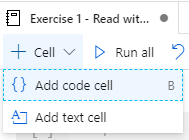 Exercise 1 - Read wit...
Cell
Run all
Add code cell B
Add text cell